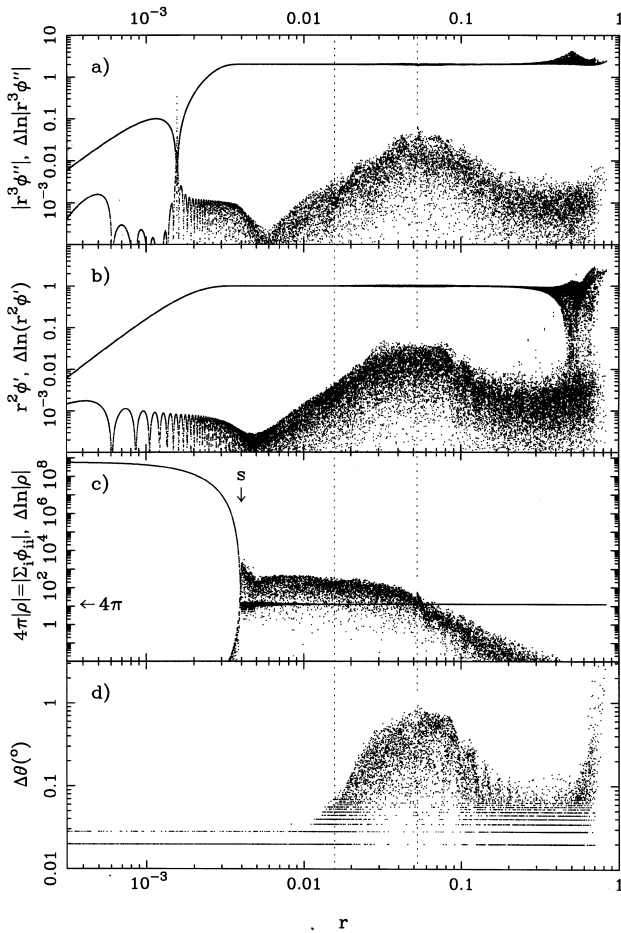 10⁻³ 0.01 0.1 1
|r³ϕ''|, Δln|r³ϕ''|
10 1 0.1 0.01 10⁻³
a)
r²ϕ', Δln(r²ϕ')
1 0.1 0.01 10⁻³
b)
4π|ρ|=|Σᵢϕᵢᵢ|, Δln|ρ|
10⁸ 10⁶ 10⁴ 10² 1
c)
s
↓
←4π
Δθ(°)
1 0.1 0.01
d)
10⁻³ 0.01 0.1 1
r